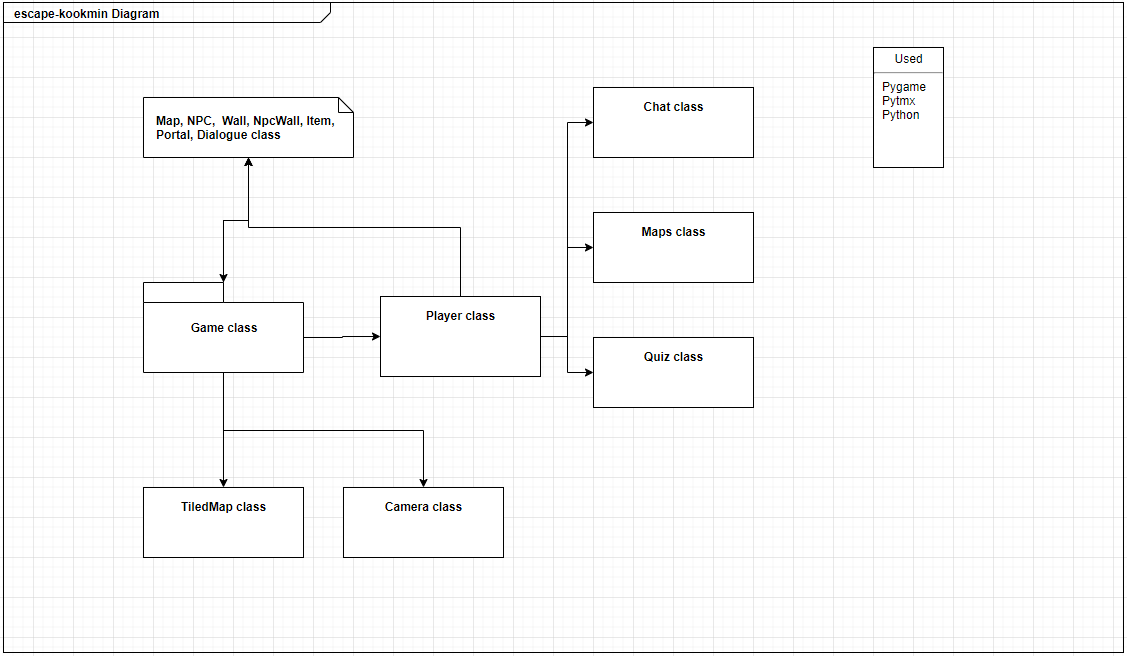 escape-kookmin Diagram
Used
Pygame
Pytmx
Python
Chat class
Map, NPC,  Wall, NpcWall, Item,
Portal, Dialogue class
Maps class
Game class
Player class
Quiz class
TiledMap class
Camera class